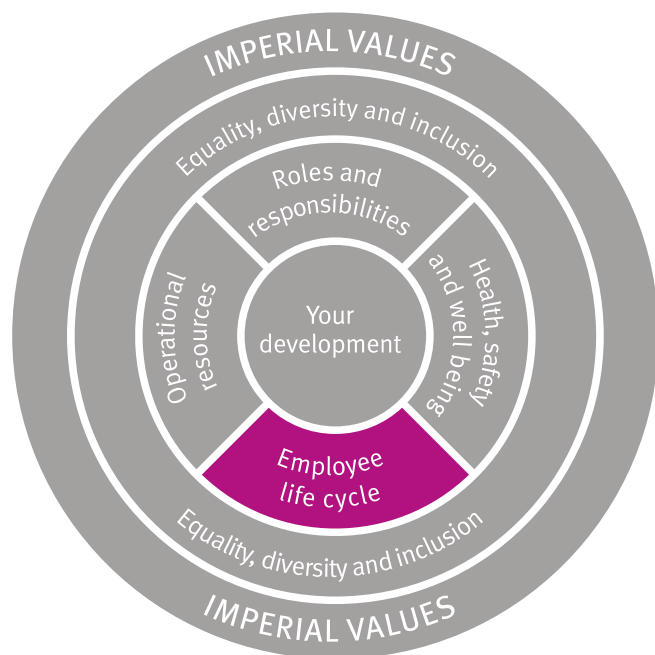 IMPERIAL VALUES
Equality, diversity and inclusion
Roles and
responsibilities
Operational
resources
Your
development
Health, safety
and well being
Employee
life cycle
Equality, diversity and inclusion
IMPERIAL VALUES